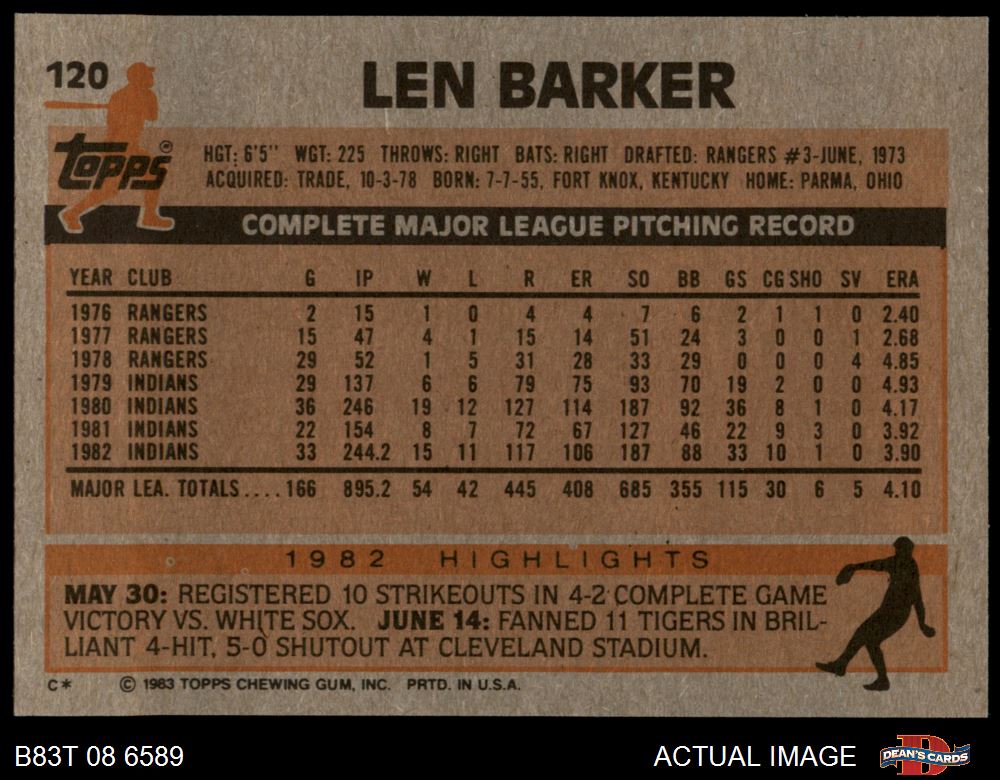 120
LEN BARKER
Topps ®
HGT: 6'5" WGT: 225 THROWS: RIGHT BATS: RIGHT DRAFTED: RANGERS #3-JUNE, 1973
ACQUIRED: TRADE, 10-3-78 BORN: 7-7-55, FORT KNOX, KENTUCKY HOME: PARMA, OHIO
COMPLETE MAJOR LEAGUE PITCHING RECORD
YEAR CLUB G IP W L R ER SO BB GS CG SHO SV ERA
1976 RANGERS 2 15 1 0 4 4 7 6 2 1 1 0 2.40
1977 RANGERS 15 47 4 1 15 14 51 24 3 0 0 1 2.68
1978 RANGERS 29 52 1 5 31 28 33 29 0 0 0 4 4.85
1979 INDIANS 29 137 6 6 79 75 93 70 19 2 0 0 4.93
1980 INDIANS 36 246 19 12 127 114 187 92 36 8 1 0 4.17
1981 INDIANS 22 154 8 7 72 67 127 46 22 9 3 0 3.92
1982 INDIANS 33 244.2 15 11 117 106 187 88 33 10 1 0 3.90
MAJOR LEA. TOTALS....166 895.2 54 42 445 408 685 355 115 30 6 5 4.10
1982 HIGHLIGHTS
MAY 30: REGISTERED 10 STRIKEOUTS IN 4-2 COMPLETE GAME
VICTORY VS. WHITE SOX. JUNE 14: FANNED 11 TIGERS IN BRIL-
LIANT 4-HIT, 5-0 SHUTOUT AT CLEVELAND STADIUM.
C* © 1983 TOPPS CHEWING GUM, INC. PRTD. IN U.S.A.
B83T 08 6589
ACTUAL IMAGE
DEAN'S CARDS